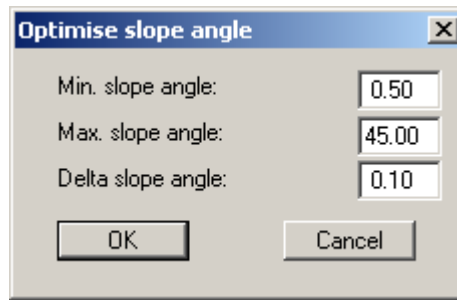 Optimise slope angle
Min. slope angle: 0.50
Max. slope angle: 45.00
Delta slope angle: 0.10
OK Cancel